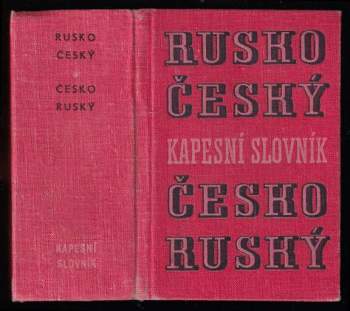 RUSKO
ČESKÝ
ČESKO
RUSKÝ
KAPESNÍ
SLOVNÍK
RUSKO
ČESKÝ
KAPESNÍ SLOVNÍK
ČESKO
RUSKÝ